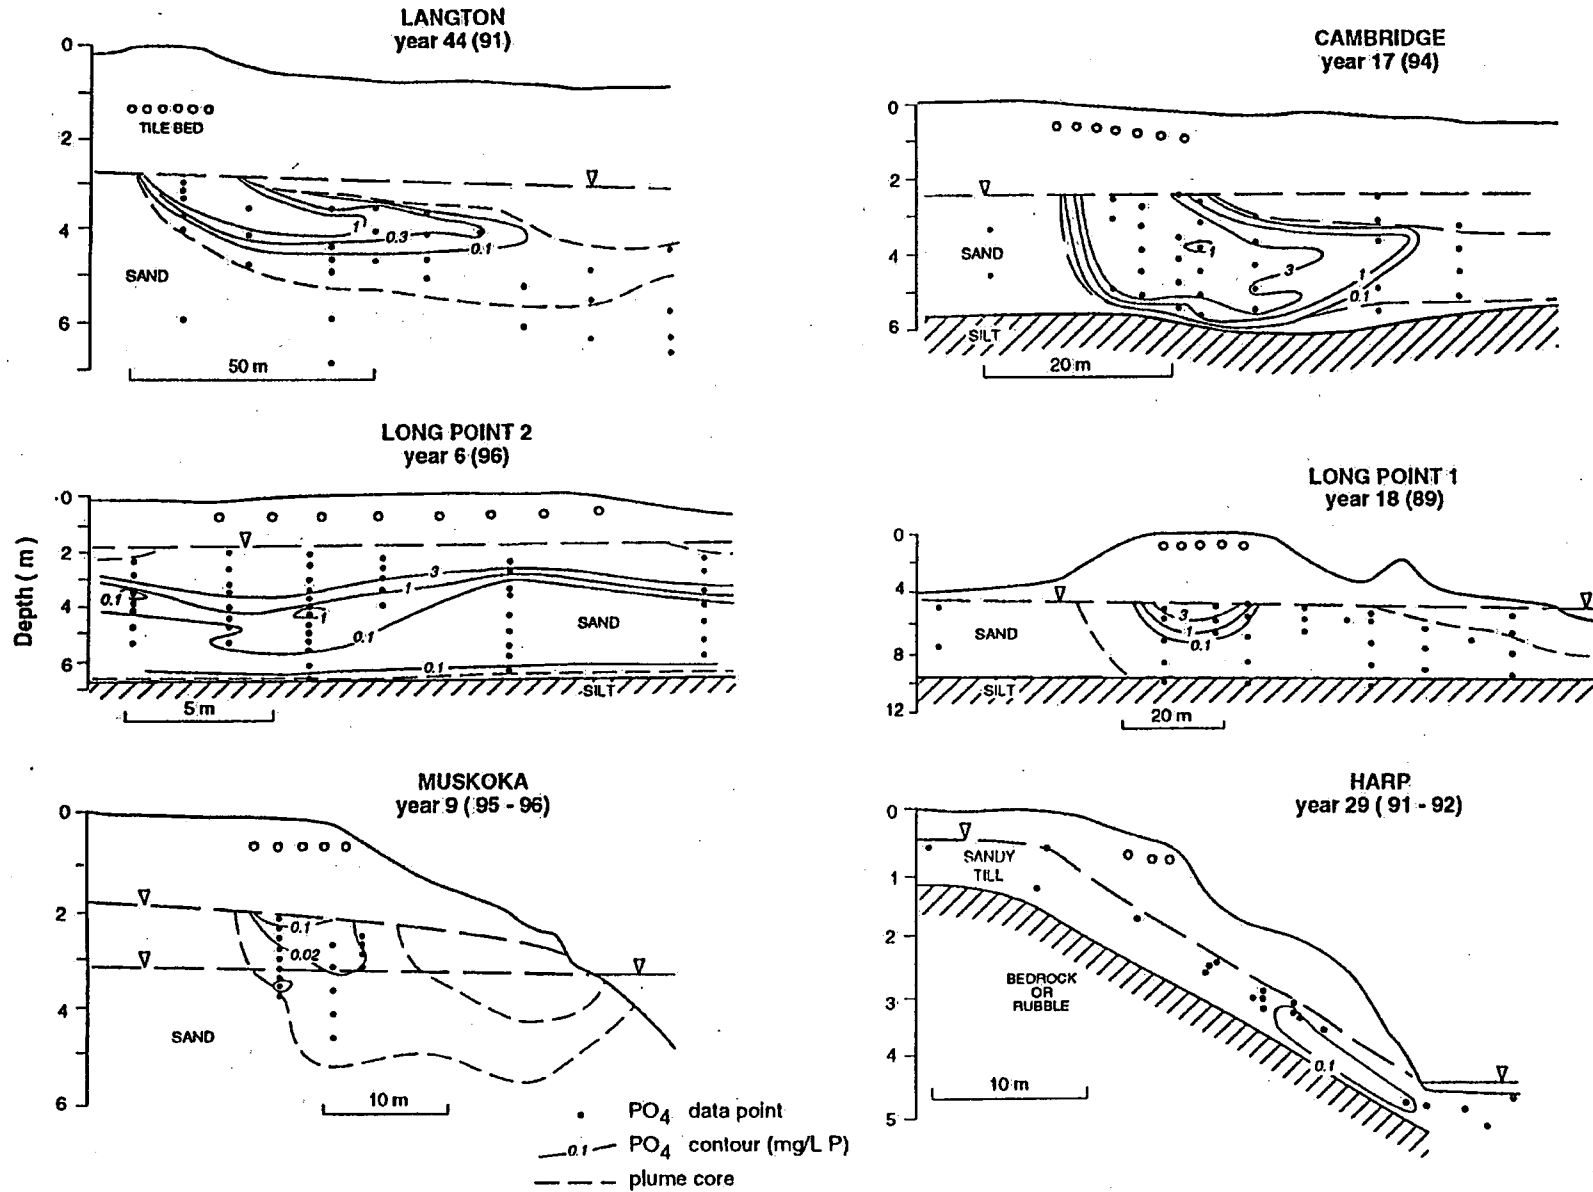 LANGTON
year 44 (91)
0
2
4
6
TILE BED
1
0.3
0.1
SAND
50 m
CAMBRIDGE
year 17 (94)
0
2
4
6
SAND
1
3
1
0.1
SILT
20 m
LONG POINT 2
year 6 (96)
Depth (m)
0
2
4
6
3
1
0.1
1
0.1
SAND
0.1
SILT
5 m
LONG POINT 1
year 18 (89)
0
4
8
12
SAND
3
1
0.1
SILT
20 m
MUSKOKA
year 9 (95 - 96)
0
2
4
6
0.1
0.02
SAND
10 m
HARP
year 29 (91 - 92)
0
1
2
3
4
5
SANDY
TILL
BEDROCK
OR
RUBBLE
0.1
10 m
PO4 data point
0.1 PO4 contour (mg/L P)
plume core